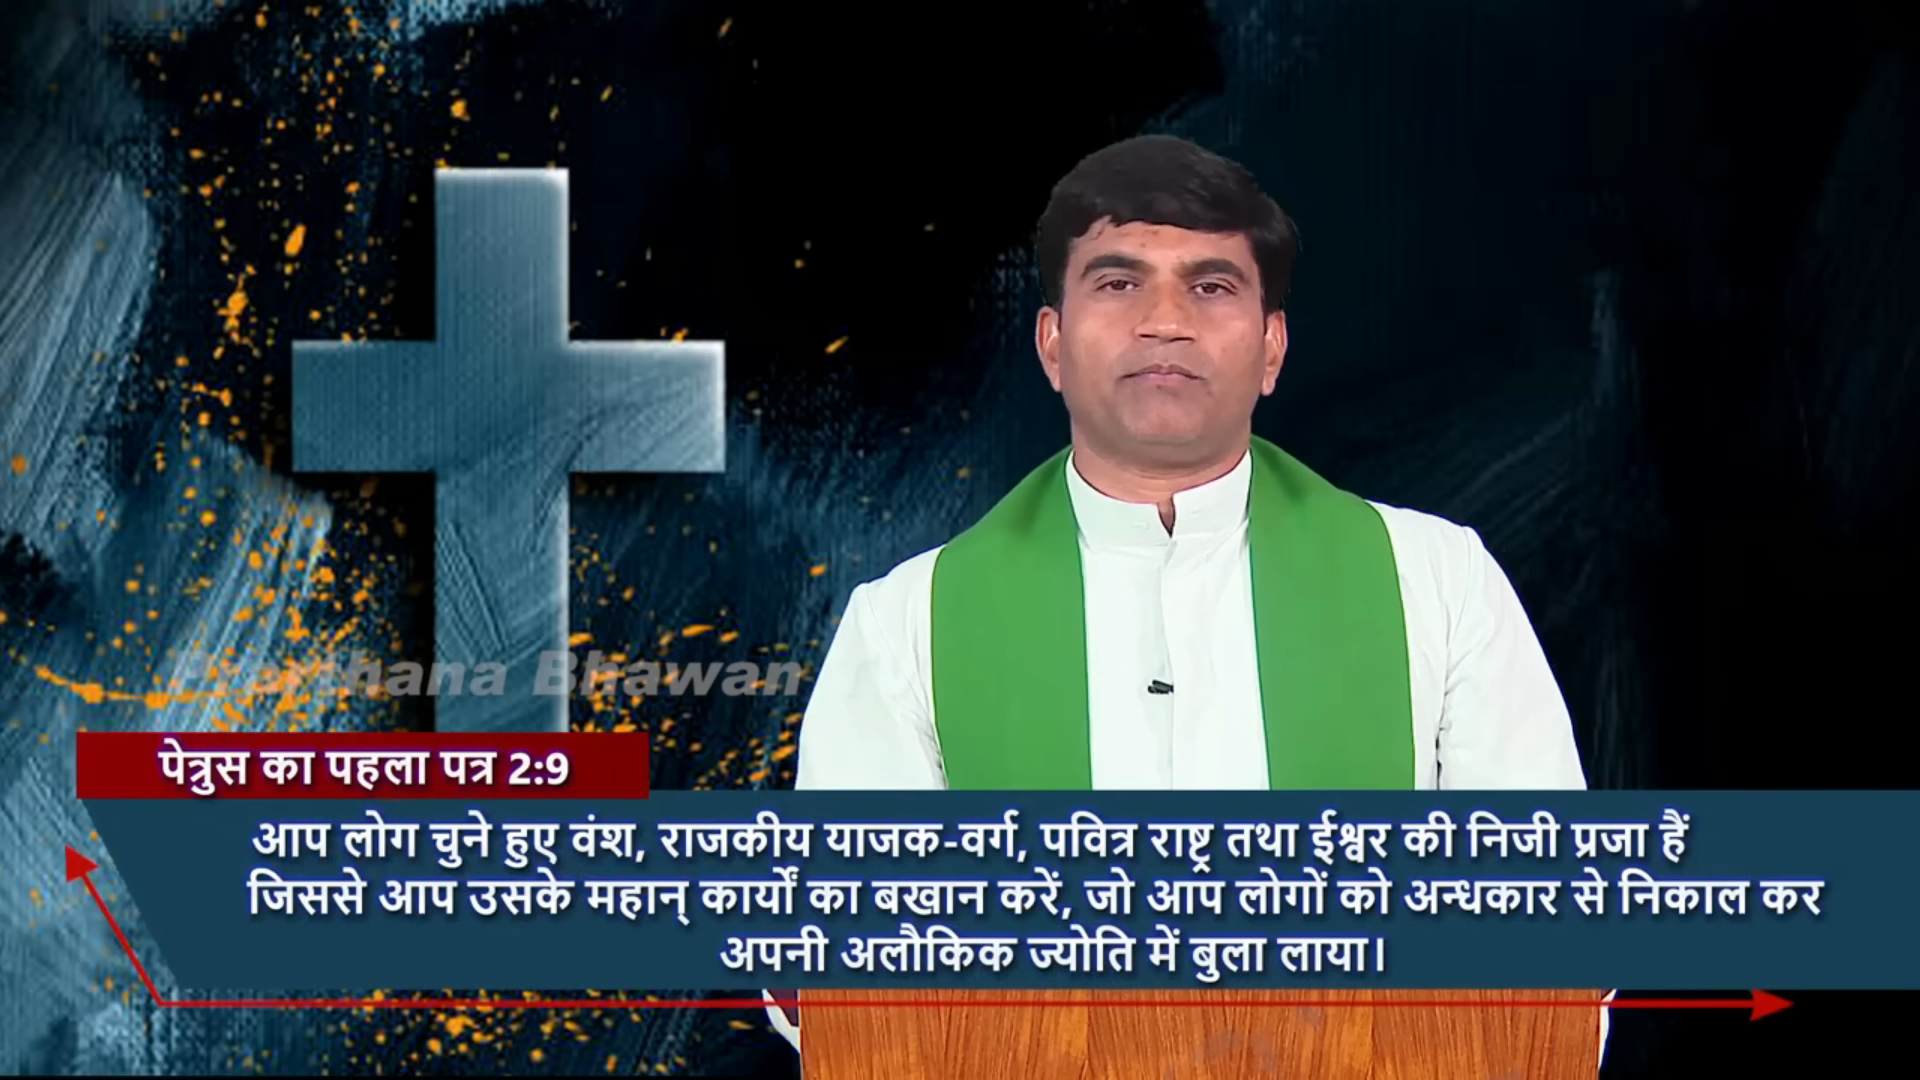 Prarthana Bhawan TV
पेत्रुस का पहला पत्र 2:9
आप लोग चुने हुए वंश, राजकीय याजक-वर्ग, पवित्र राष्ट्र तथा ईश्वर की निजी प्रजा हैं
जिससे आप उसके महान् कार्यों का बखान करें, जो आप लोगों को अन्धकार से निकाल कर
अपनी अलौकिक ज्योति में बुला लाया।